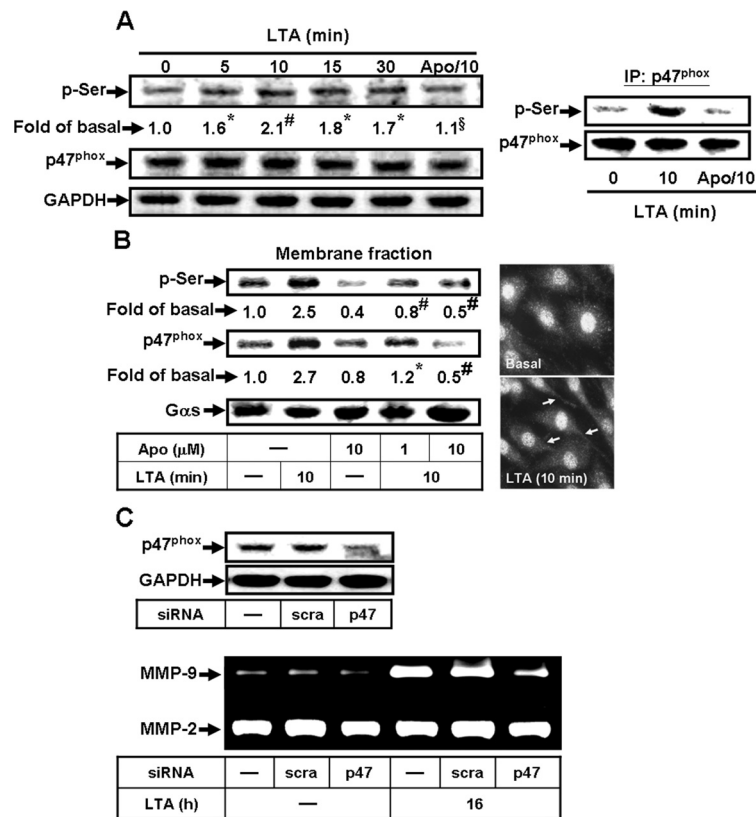 A
LTA (min)
0 5 10 15 30 Apo/10
p-Ser
Fold of basal 1.0 1.6* 2.1# 1.8* 1.7* 1.1§
p47phox
GAPDH
IP: p47phox
p-Ser
p47phox
0 10 Apo/10
LTA (min)
B
Membrane fraction
p-Ser
Fold of basal 1.0 2.5 0.4 0.8# 0.5#
p47phox
Fold of basal 1.0 2.7 0.8 1.2* 0.5#
Gαs
Apo (μM) — 10 1 10
LTA (min) — 10 — 10
Basal
LTA (10 min)
C
p47phox
GAPDH
siRNA — scra p47
MMP-9
MMP-2
siRNA — scra p47 — scra p47
LTA (h) — 16